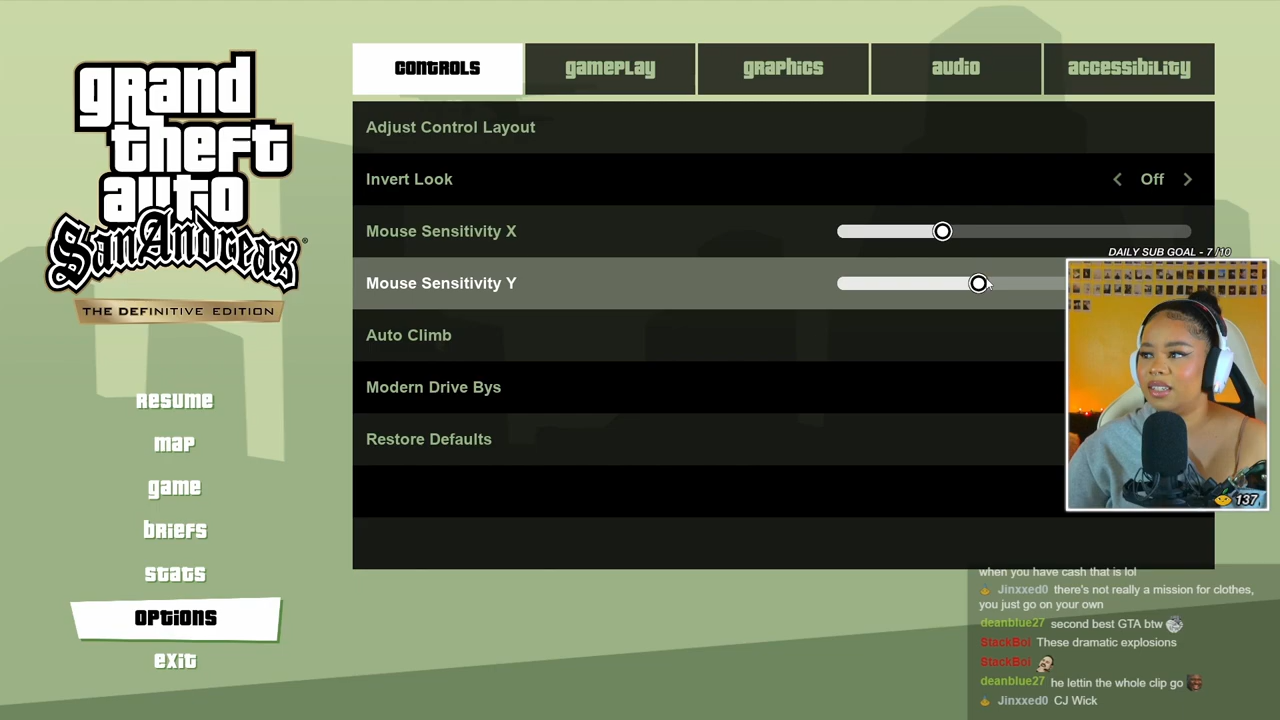 grand
theft
auto
San Andreas
THE DEFINITIVE EDITION
Resume
map
game
briefs
stats
Options
exit
controls
gameplay
graphics
audio
accessibility
Adjust Control Layout
Invert Look
Off
Mouse Sensitivity X
Mouse Sensitivity Y
Auto Climb
Modern Drive Bys
Restore Defaults
DAILY SUB GOAL - 7/10
137
when you have cash that is lol
Jinxxed0 there's not really a mission for clothes,
you just go on your own
deanblue27 second best GTA btw
StackBoi These dramatic explosions
StackBoi
deanblue27 he lettin the whole clip go
Jinxxed0 CJ Wick